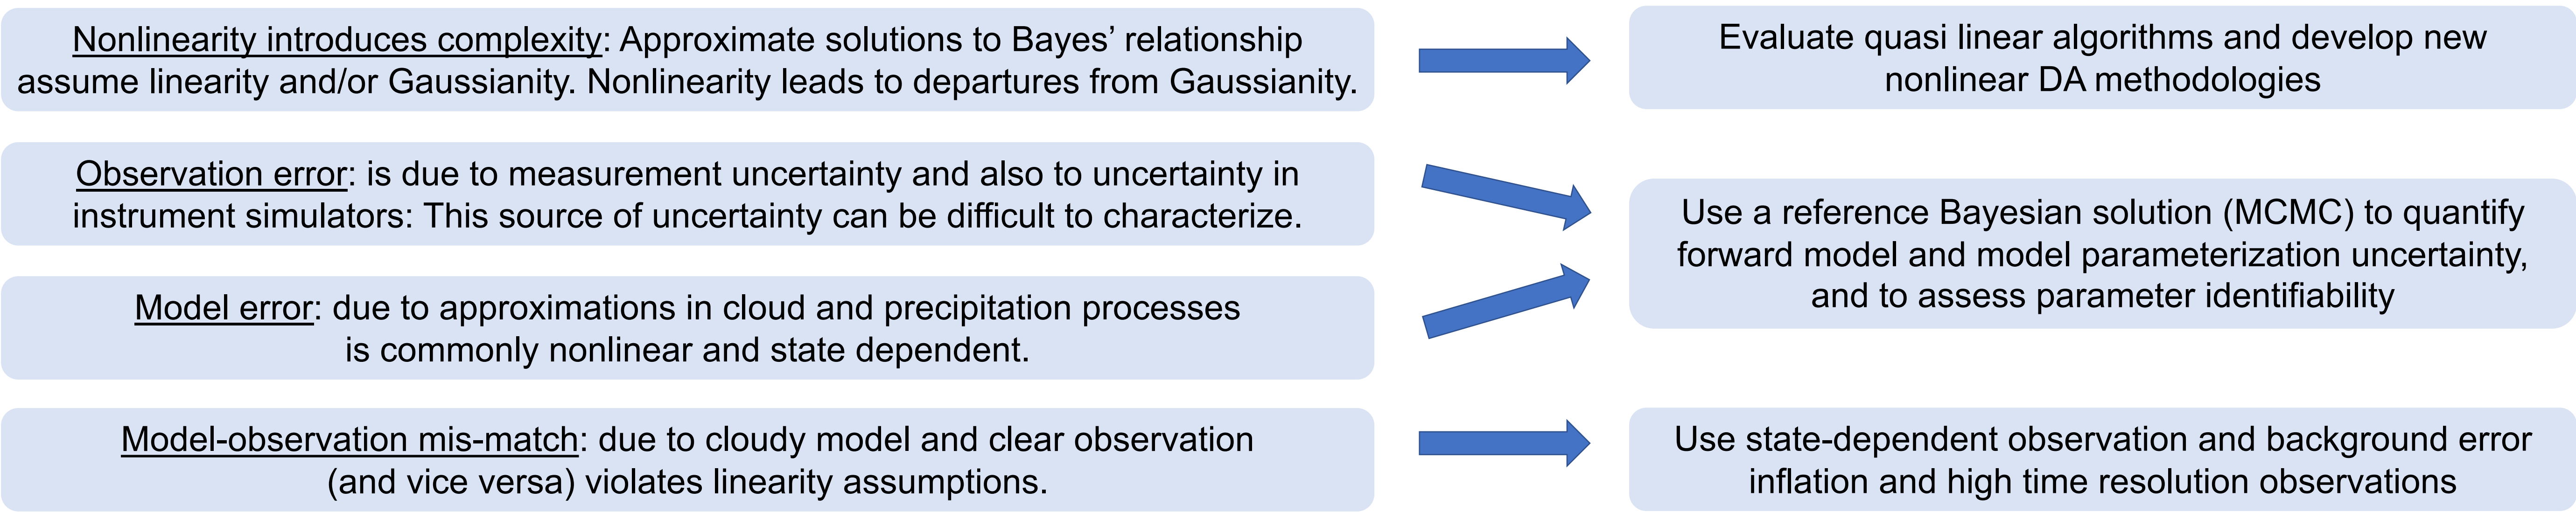 Nonlinearity introduces complexity: Approximate solutions to Bayes’ relationship
assume linearity and/or Gaussianity. Nonlinearity leads to departures from Gaussianity.
Evaluate quasi linear algorithms and develop new
nonlinear DA methodologies
Observation error: is due to measurement uncertainty and also to uncertainty in
instrument simulators: This source of uncertainty can be difficult to characterize.
Model error: due to approximations in cloud and precipitation processes
is commonly nonlinear and state dependent.
Use a reference Bayesian solution (MCMC) to quantify
forward model and model parameterization uncertainty,
and to assess parameter identifiability
Model-observation mis-match: due to cloudy model and clear observation
(and vice versa) violates linearity assumptions.
Use state-dependent observation and background error
inflation and high time resolution observations